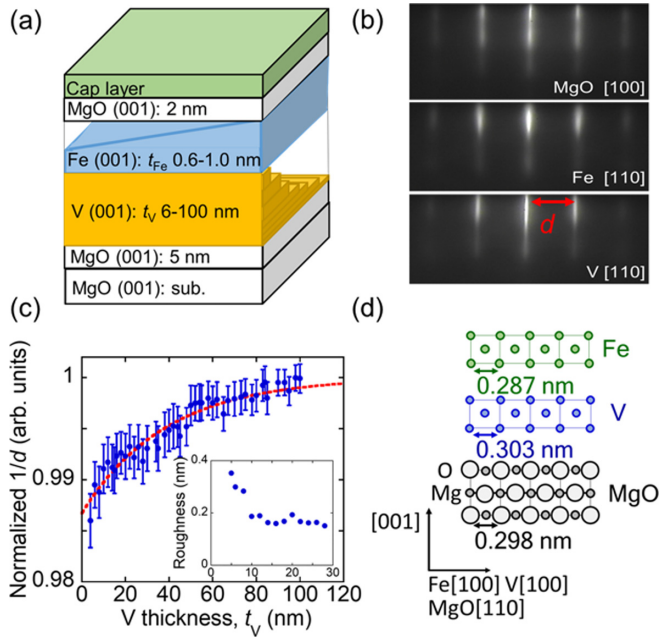 (a)
Cap layer
MgO (001): 2 nm
Fe (001): tFe 0.6-1.0 nm
V (001): tV 6-100 nm
MgO (001): 5 nm
MgO (001): sub.
(b)
MgO [100]
Fe [110]
d
V [110]
(c)
Normalized 1/d (arb. units)
1
0.99
0.98
0 20 40 60 80 100 120
V thickness, tV (nm)
Roughness (nm)
0.4
0.2
0
0 10 20 30
(d)
Fe
0.287 nm
V
0.303 nm
O
Mg
MgO
[001]
0.298 nm
Fe[100] V[100]
MgO[110]